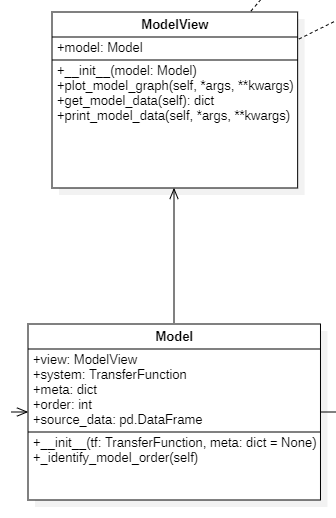 ModelView
+model: Model
+__init__(model: Model)
+plot_model_graph(self, *args, **kwargs)
+get_model_data(self): dict
+print_model_data(self, *args, **kwargs)
Model
+view: ModelView
+system: TransferFunction
+meta: dict
+order: int
+source_data: pd.DataFrame
+__init__(tf: TransferFunction, meta: dict = None)
+_identify_model_order(self)